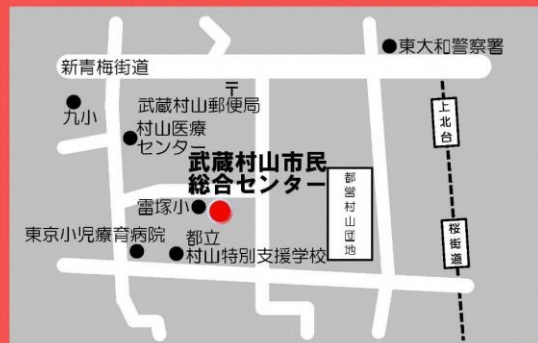 東大和警察署
新青梅街道
〒
九小
武蔵村山郵便局
村山医療
センター
上北台
武蔵村山市民
総合センター
都営村山団地
雷塚小
東京小児療育病院
都立
村山特別支援学校
桜街道